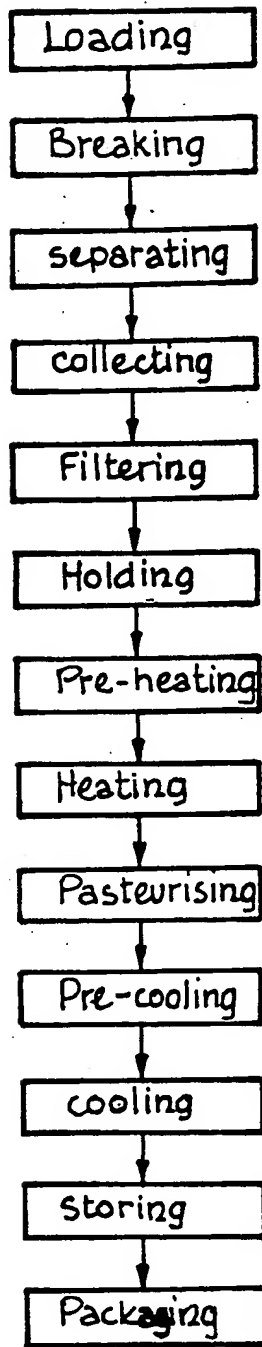 Loading
Breaking
separating
collecting
Filtering
Holding
Pre-heating
Heating
Pasteurising
Pre-cooling
cooling
storing
Packaging